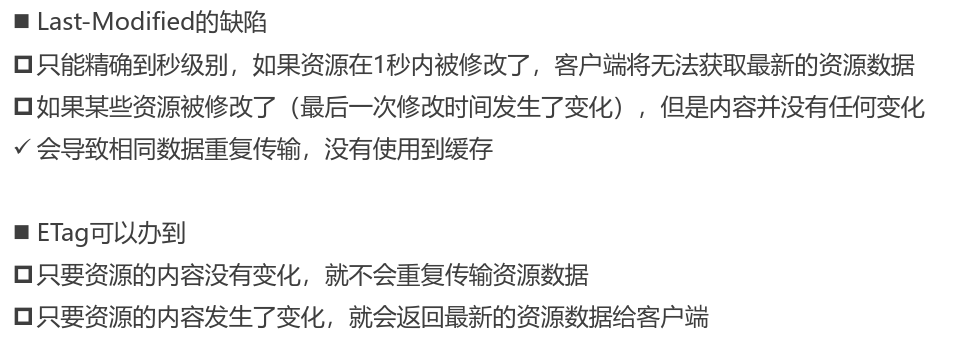 ■ Last-Modified的缺陷
◘ 只能精确到秒级别，如果资源在1秒内被修改了，客户端将无法获取最新的资源数据
◘ 如果某些资源被修改了（最后一次修改时间发生了变化），但是内容并没有任何变化
✓ 会导致相同数据重复传输，没有使用到缓存
■ ETag可以办到
◘ 只要资源的内容没有变化，就不会重复传输资源数据
◘ 只要资源的内容发生了变化，就会返回最新的资源数据给客户端